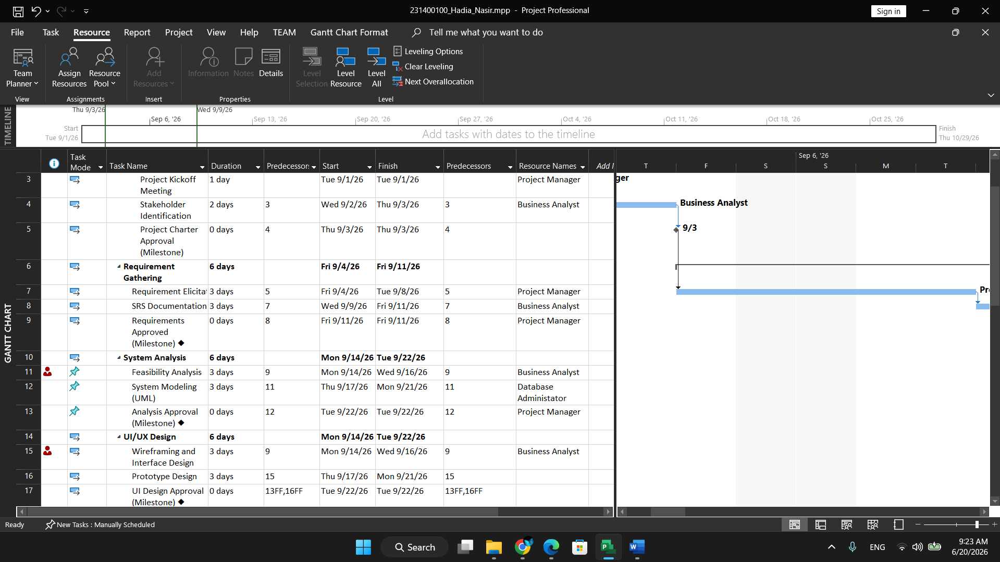 231400100_Hadia_Nasir.mpp - Project Professional
Sign in
File Task Resource Report Project View Help TEAM Gantt Chart Format Tell me what you want to do
Team Planner
Assign Resources
Resource Pool
Add Resources
Information
Notes
Details
Level Selection
Level Resource
Level All
Leveling Options
Clear Leveling
Next Overallocation
View Assignments Insert Properties Level
TIMELINE
Thu 9/3/26 Wed 9/9/26
Sep 6, '26 Sep 13, '26 Sep 20, '26 Sep 27, '26 Oct 4, '26 Oct 11, '26 Oct 18, '26 Oct 25, '26
Start
Tue 9/1/26
Add tasks with dates to the timeline
Finish
Thu 10/29/26
GANTT CHART
Task Mode Task Name Duration Predecessors Start Finish Predecessors Resource Names Add
3 Project Kickoff Meeting 1 day Tue 9/1/26 Tue 9/1/26 Project Manager
4 Stakeholder Identification 2 days 3 Wed 9/2/26 Thu 9/3/26 3 Business Analyst
5 Project Charter Approval (Milestone) 0 days 4 Thu 9/3/26 Thu 9/3/26 4
6 Requirement Gathering 6 days Fri 9/4/26 Fri 9/11/26
7 Requirement Elicitat 3 days 5 Fri 9/4/26 Tue 9/8/26 5 Project Manager
8 SRS Documentation 3 days 7 Wed 9/9/26 Fri 9/11/26 7 Business Analyst
9 Requirements Approved (Milestone) ◆ 0 days 8 Fri 9/11/26 Fri 9/11/26 8 Project Manager
10 System Analysis 6 days Mon 9/14/26 Tue 9/22/26
11 Feasibility Analysis 3 days 9 Mon 9/14/26 Wed 9/16/26 9 Business Analyst
12 System Modeling (UML) 3 days 11 Thu 9/17/26 Mon 9/21/26 11 Database Administator
13 Analysis Approval (Milestone) ◆ 0 days 12 Tue 9/22/26 Tue 9/22/26 12 Project Manager
14 UI/UX Design 6 days Mon 9/14/26 Tue 9/22/26
15 Wireframing and Interface Design 3 days 9 Mon 9/14/26 Wed 9/16/26 9 Business Analyst
16 Prototype Design 3 days 15 Thu 9/17/26 Mon 9/21/26 15
17 UI Design Approval (Milestone) ◆ 0 days 13FF,16FF Tue 9/22/26 Tue 9/22/26 13FF,16FF
Sep 6, '26
T F S S M T
ger
Business Analyst
9/3
Pr
Ready New Tasks : Manually Scheduled
Search
ENG
9:23 AM
6/20/2026